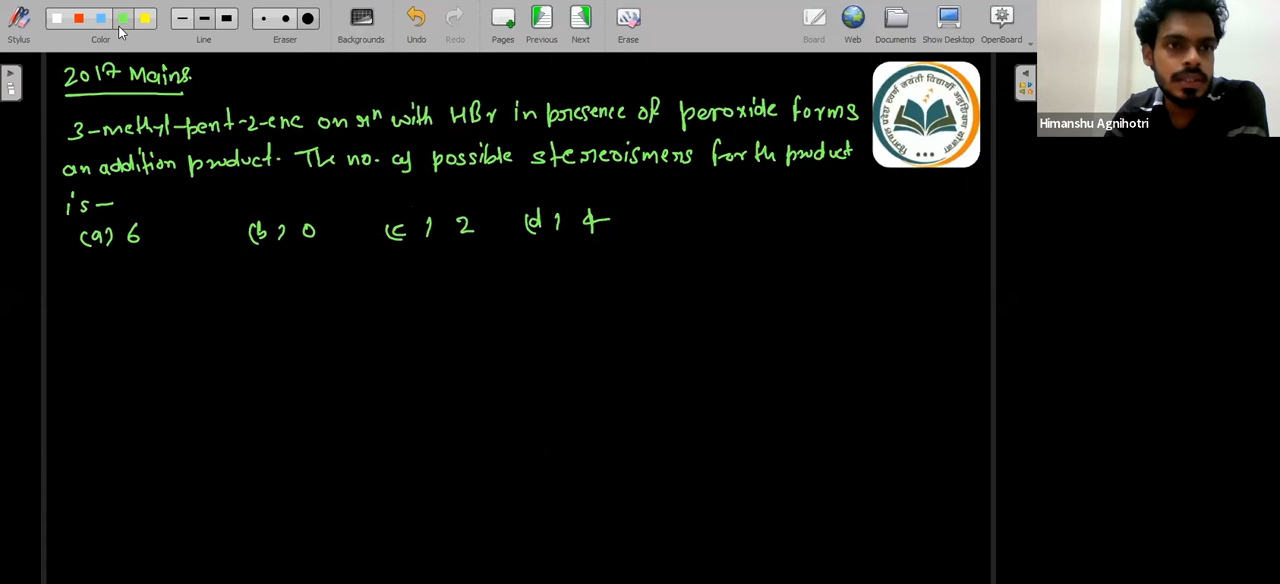 Stylus
Color
Line
Eraser
Backgrounds
Undo
Redo
Pages
Previous
Next
Erase
Board
Web
Documents
Show Desktop
OpenBoard
Himanshu Agnihotri
2017 Mains.
3-methyl-pent-2-ene on rxn with HBr in presence of peroxide forms
an addition product. The no. of possible stereoismers for th product
is-
(a) 6 (b) 0 (c) 2 (d) 4